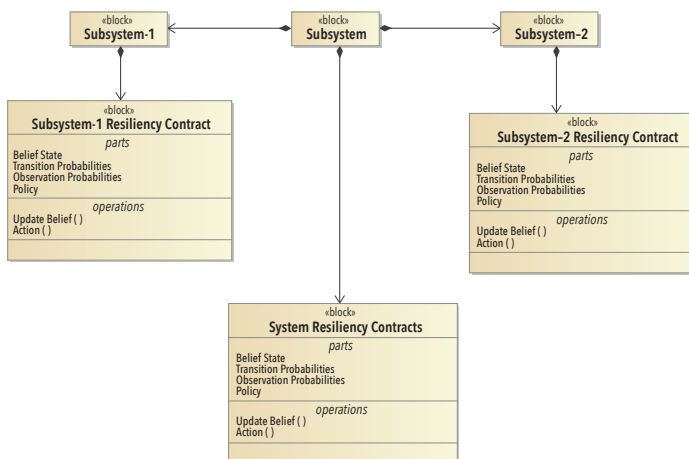 «block»
Subsystem-1
«block»
Subsystem
«block»
Subsystem–2
«block»
Subsystem-1 Resiliency Contract
parts
Belief State
Transition Probabilities
Observation Probabilities
Policy
operations
Update Belief ( )
Action ( )
«block»
Subsystem–2 Resiliency Contract
parts
Belief State
Transition Probabilities
Observation Probabilities
Policy
operations
Update Belief ( )
Action ( )
«block»
System Resiliency Contracts
parts
Belief State
Transition Probabilities
Observation Probabilities
Policy
operations
Update Belief ( )
Action ( )